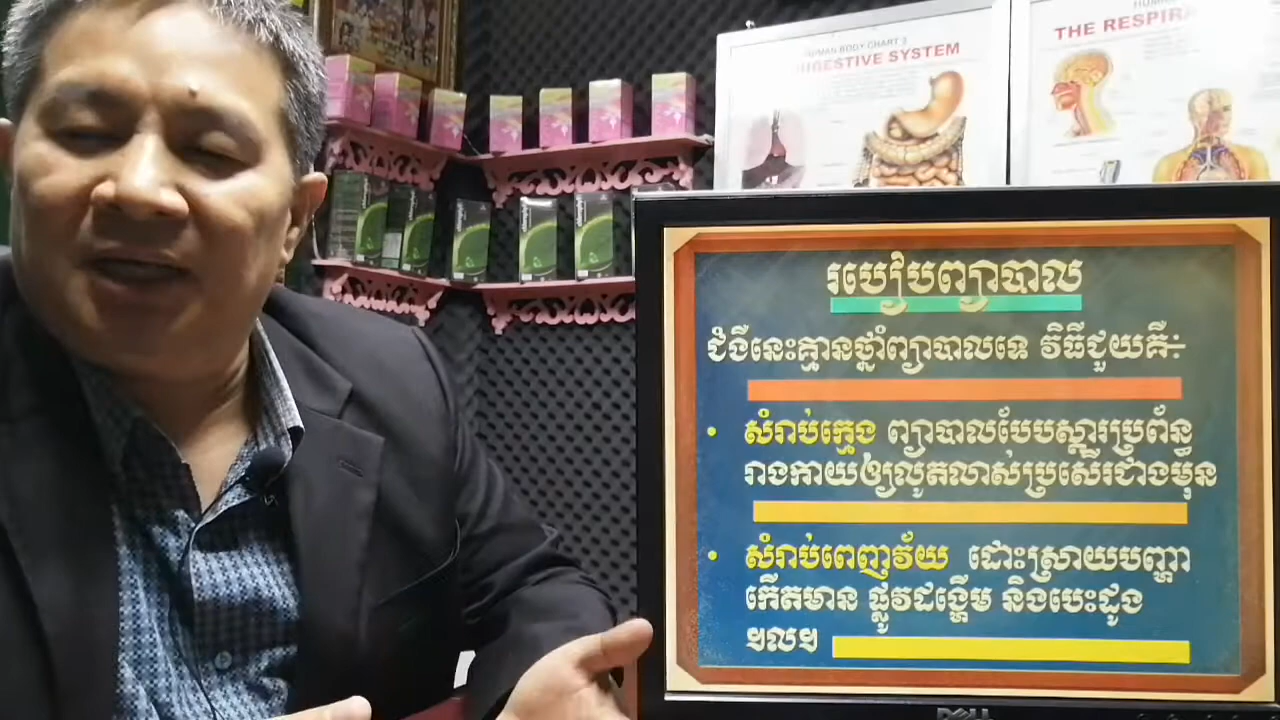 HUMAN BODY CHART 3
DIGESTIVE SYSTEM
THE RESPIRA
របៀបព្យាបាល
ជំងឺនេះគ្មានថ្នាំព្យាបាលទេ វិធីជួយគឺ:-
• សំរាប់ក្មេង ព្យាបាលបែបស្តារប្រព័ន្ធ
រាងកាយឲ្យលូតលាស់ប្រសើរជាងមុន
• សំរាប់ពេញវ័យ ដោះស្រាយបញ្ហា
កើតមាន ផ្លូវដង្ហើម និងបេះដូង
។ល។
DELL